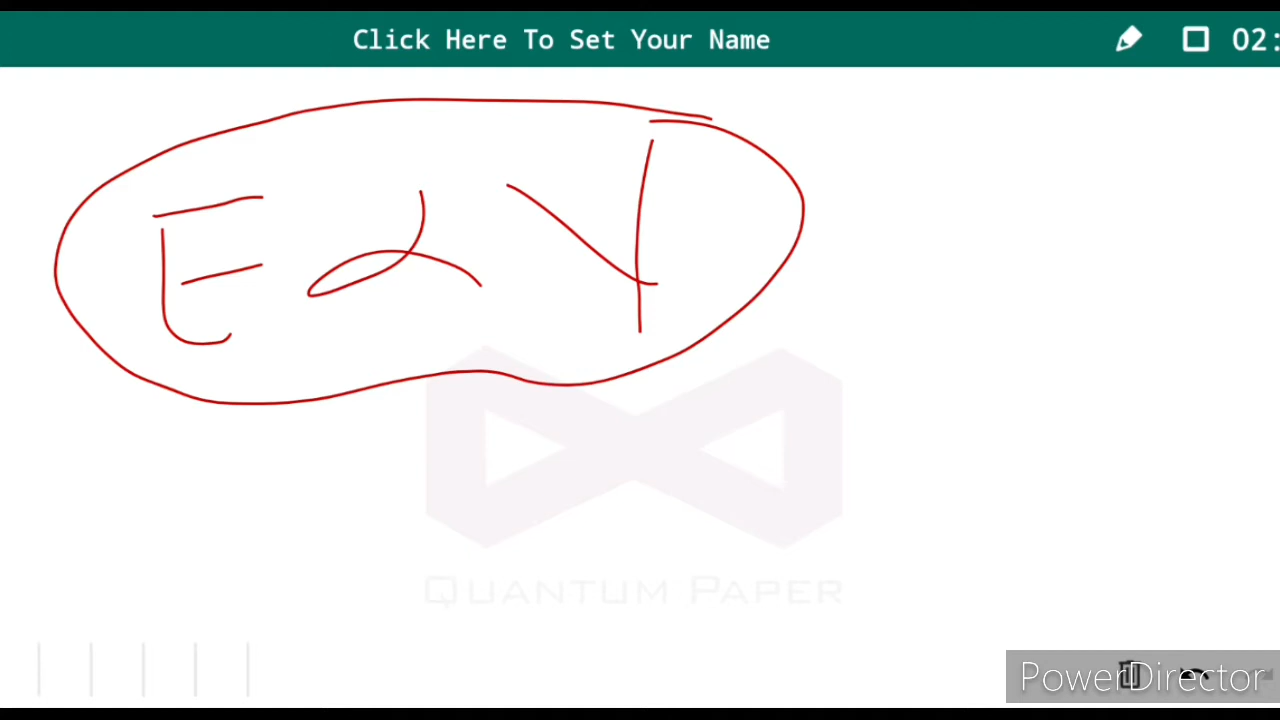 Click Here To Set Your Name
02:
E α Y
QUANTUM PAPER
PowerDirector